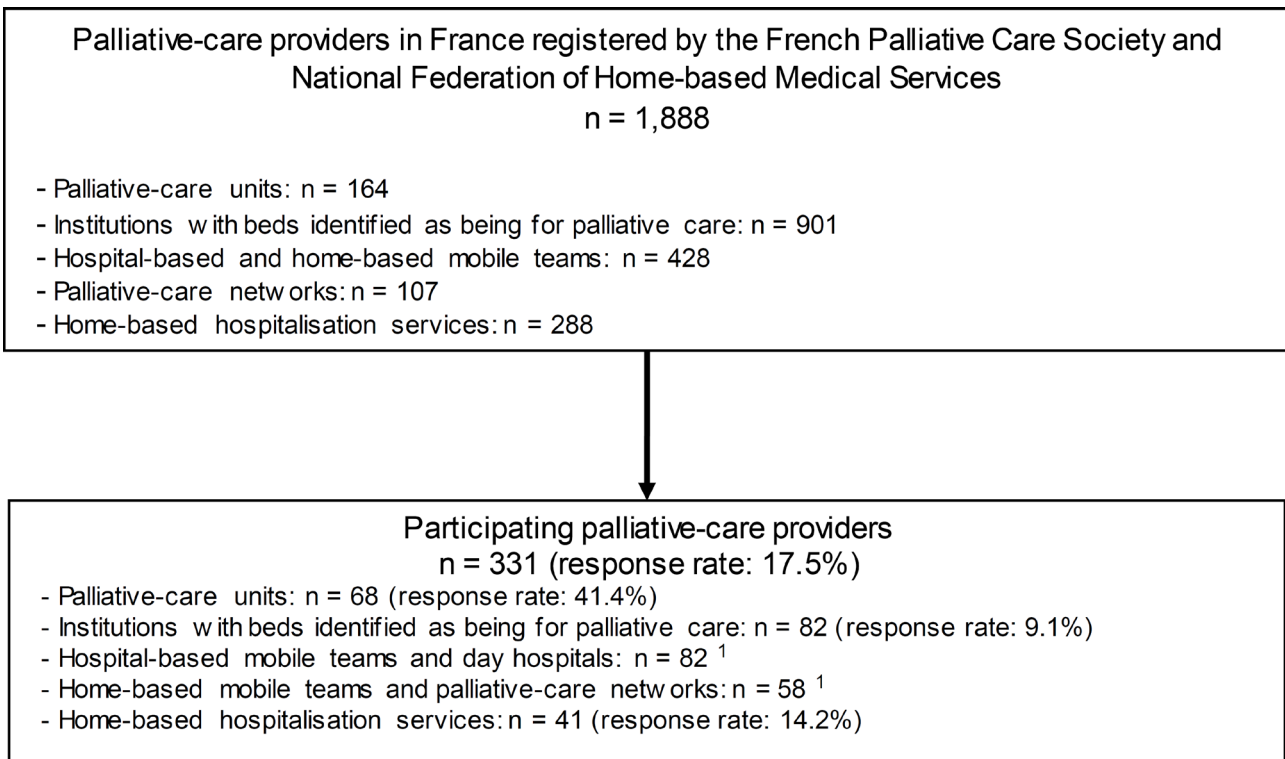 Palliative-care providers in France registered by the French Palliative Care Society and
National Federation of Home-based Medical Services
n = 1,888
- Palliative-care units: n = 164
- Institutions with beds identified as being for palliative care: n = 901
- Hospital-based and home-based mobile teams: n = 428
- Palliative-care networks: n = 107
- Home-based hospitalisation services: n = 288
Participating palliative-care providers
n = 331 (response rate: 17.5%)
- Palliative-care units: n = 68 (response rate: 41.4%)
- Institutions with beds identified as being for palliative care: n = 82 (response rate: 9.1%)
- Hospital-based mobile teams and day hospitals: n = 82 ¹
- Home-based mobile teams and palliative-care networks: n = 58 ¹
- Home-based hospitalisation services: n = 41 (response rate: 14.2%)